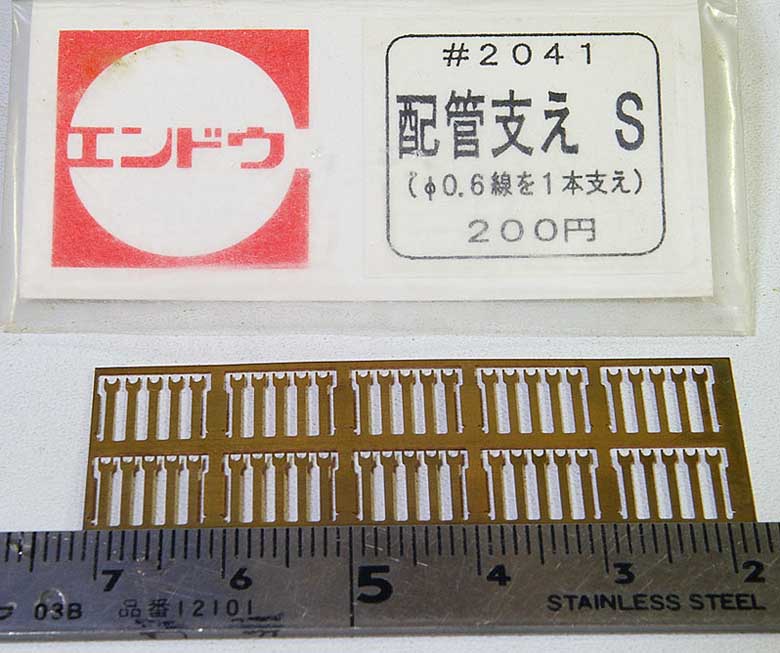 エンドウ
#2041
配管支え S
(φ0.6線を1本支え)
200円
7 6 5 4 3 2
03B 品番12101 STAINLESS STEEL